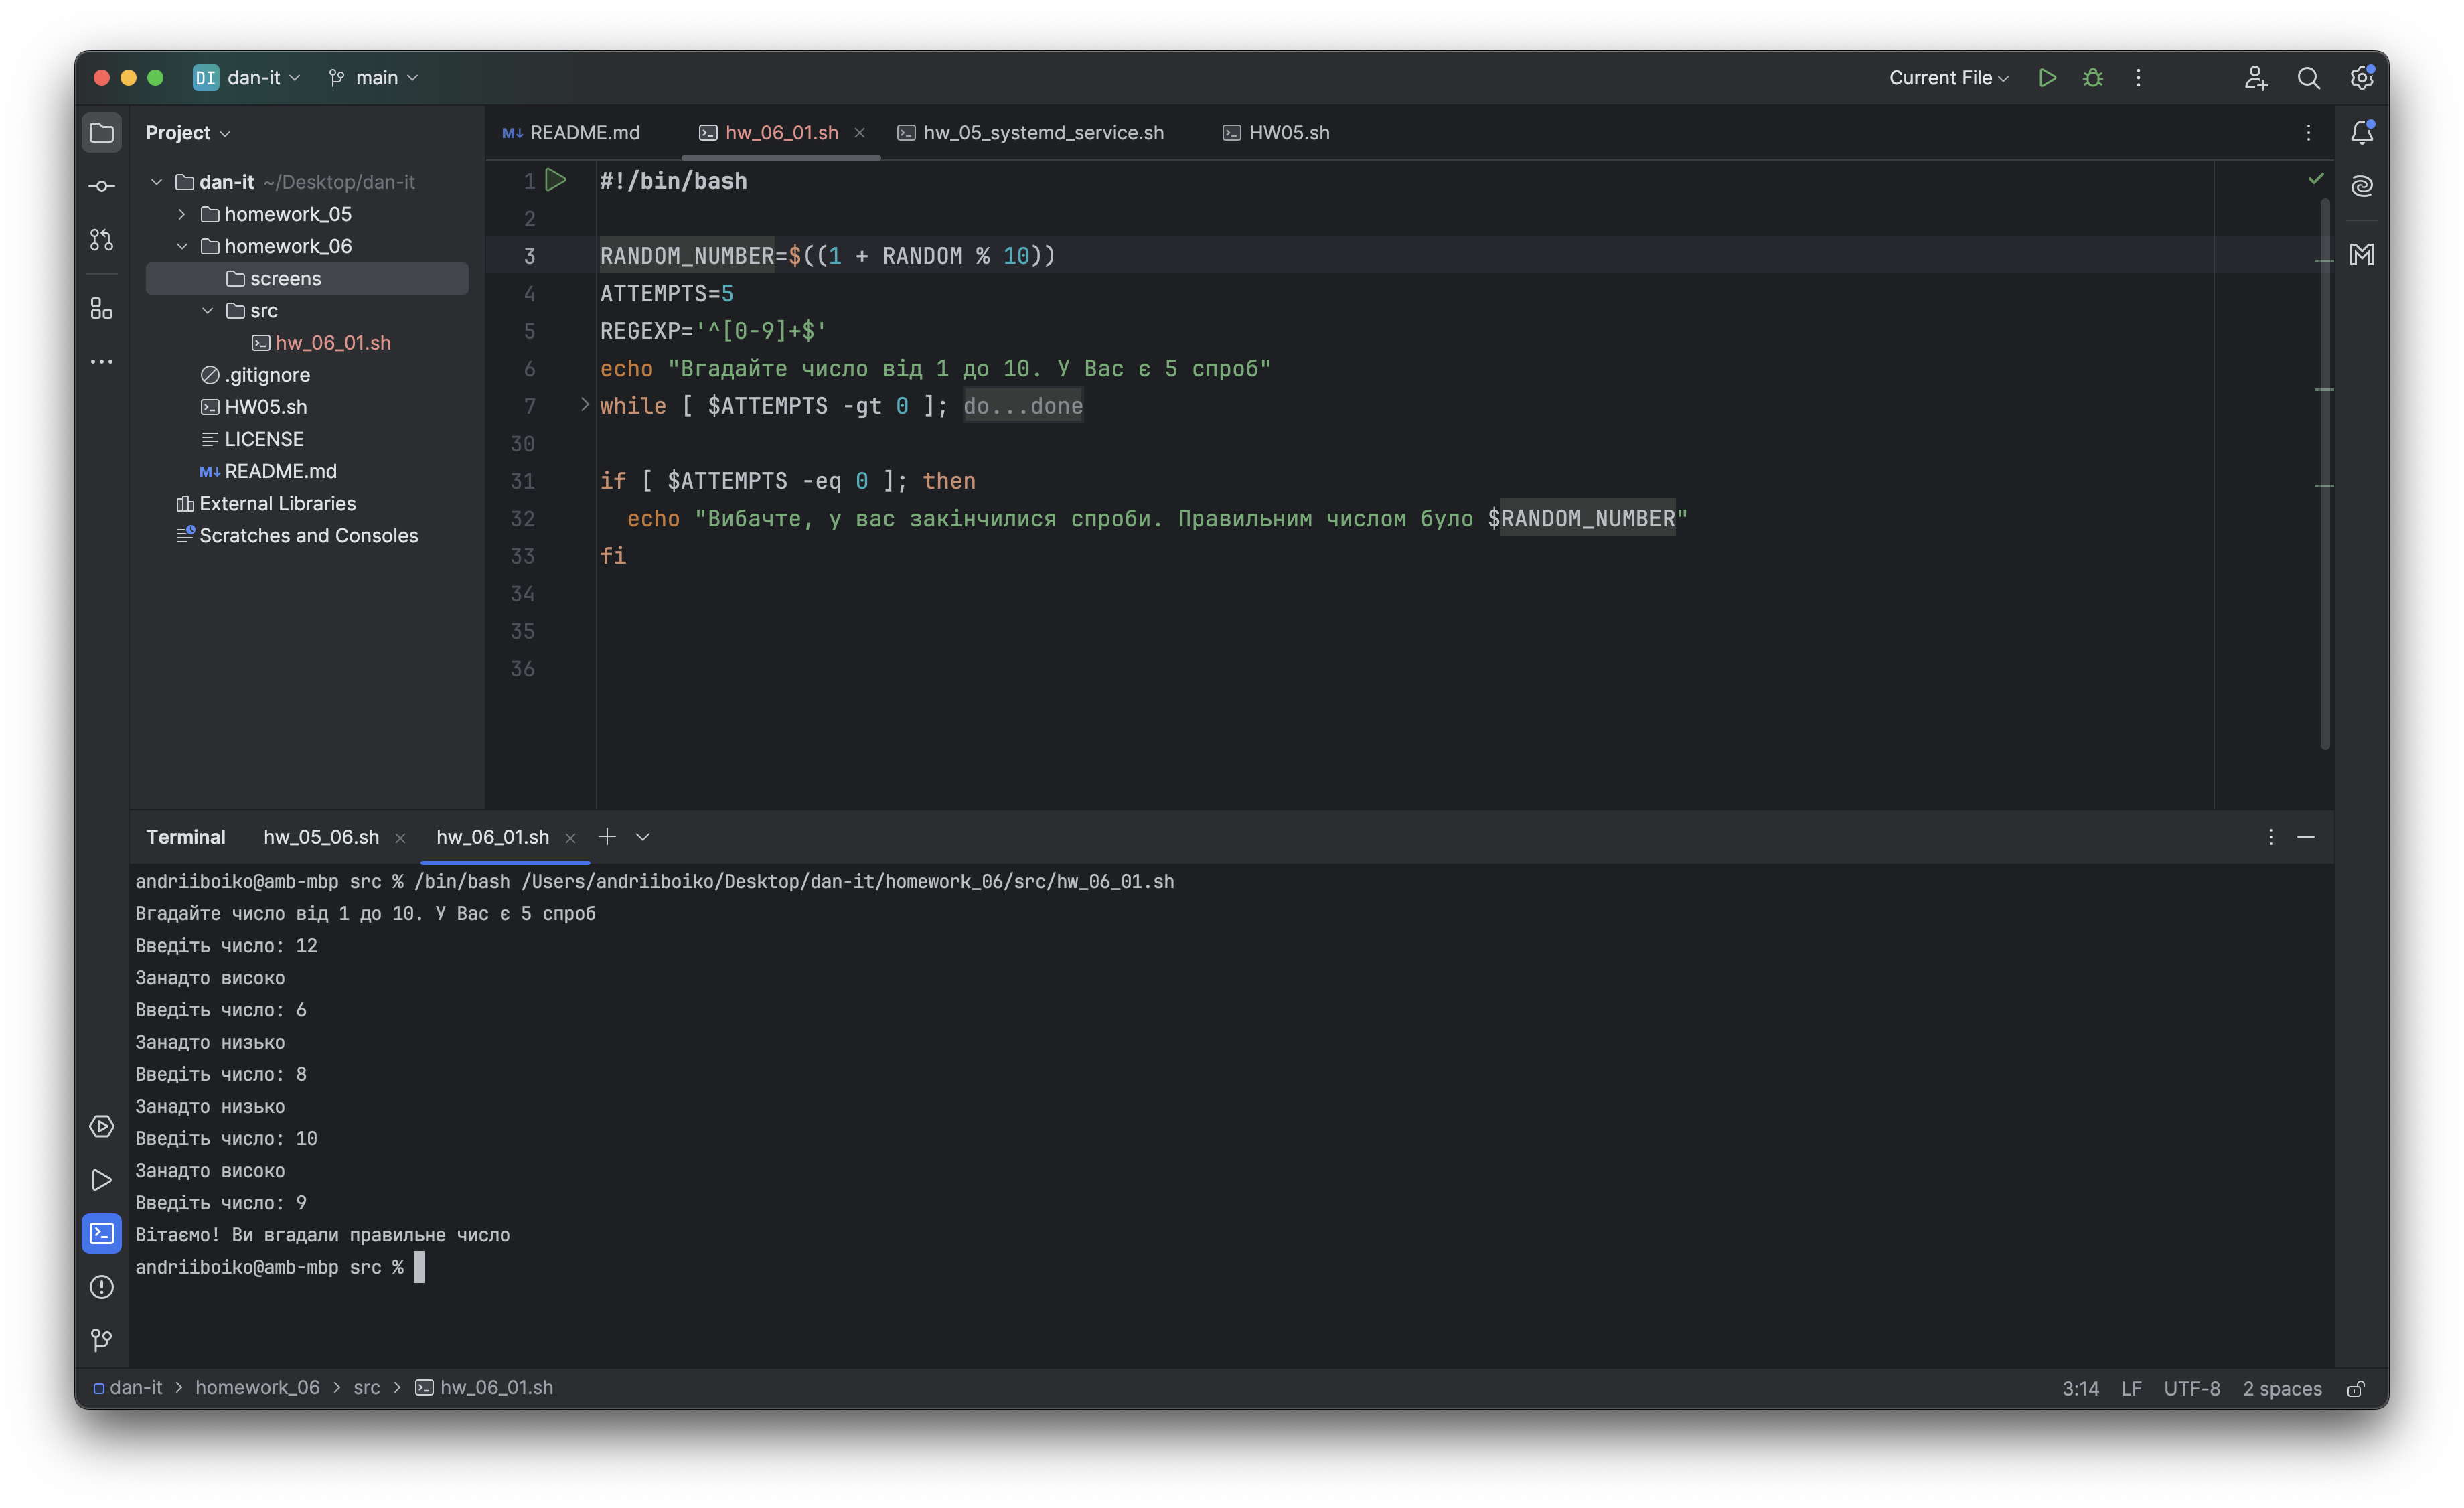 DI dan-it main Current File
Project
dan-it ~/Desktop/dan-it
homework_05
homework_06
screens
src
hw_06_01.sh
.gitignore
HW05.sh
LICENSE
M↓ README.md
External Libraries
Scratches and Consoles
M↓ README.md hw_06_01.sh hw_05_systemd_service.sh HW05.sh
1 #!/bin/bash
2
3 RANDOM_NUMBER=$((1 + RANDOM % 10))
4 ATTEMPTS=5
5 REGEXP='^[0-9]+$'
6 echo "Вгадайте число від 1 до 10. У Вас є 5 спроб"
7 while [ $ATTEMPTS -gt 0 ]; do...done
30
31 if [ $ATTEMPTS -eq 0 ]; then
32 echo "Вибачте, у вас закінчилися спроби. Правильним числом було $RANDOM_NUMBER"
33 fi
34
35
36
Terminal hw_05_06.sh hw_06_01.sh
andriiboiko@amb-mbp src % /bin/bash /Users/andriiboiko/Desktop/dan-it/homework_06/src/hw_06_01.sh
Вгадайте число від 1 до 10. У Вас є 5 спроб
Введіть число: 12
Занадто високо
Введіть число: 6
Занадто низько
Введіть число: 8
Занадто низько
Введіть число: 10
Занадто високо
Введіть число: 9
Вітаємо! Ви вгадали правильне число
andriiboiko@amb-mbp src %
dan-it > homework_06 > src > hw_06_01.sh 3:14 LF UTF-8 2 spaces